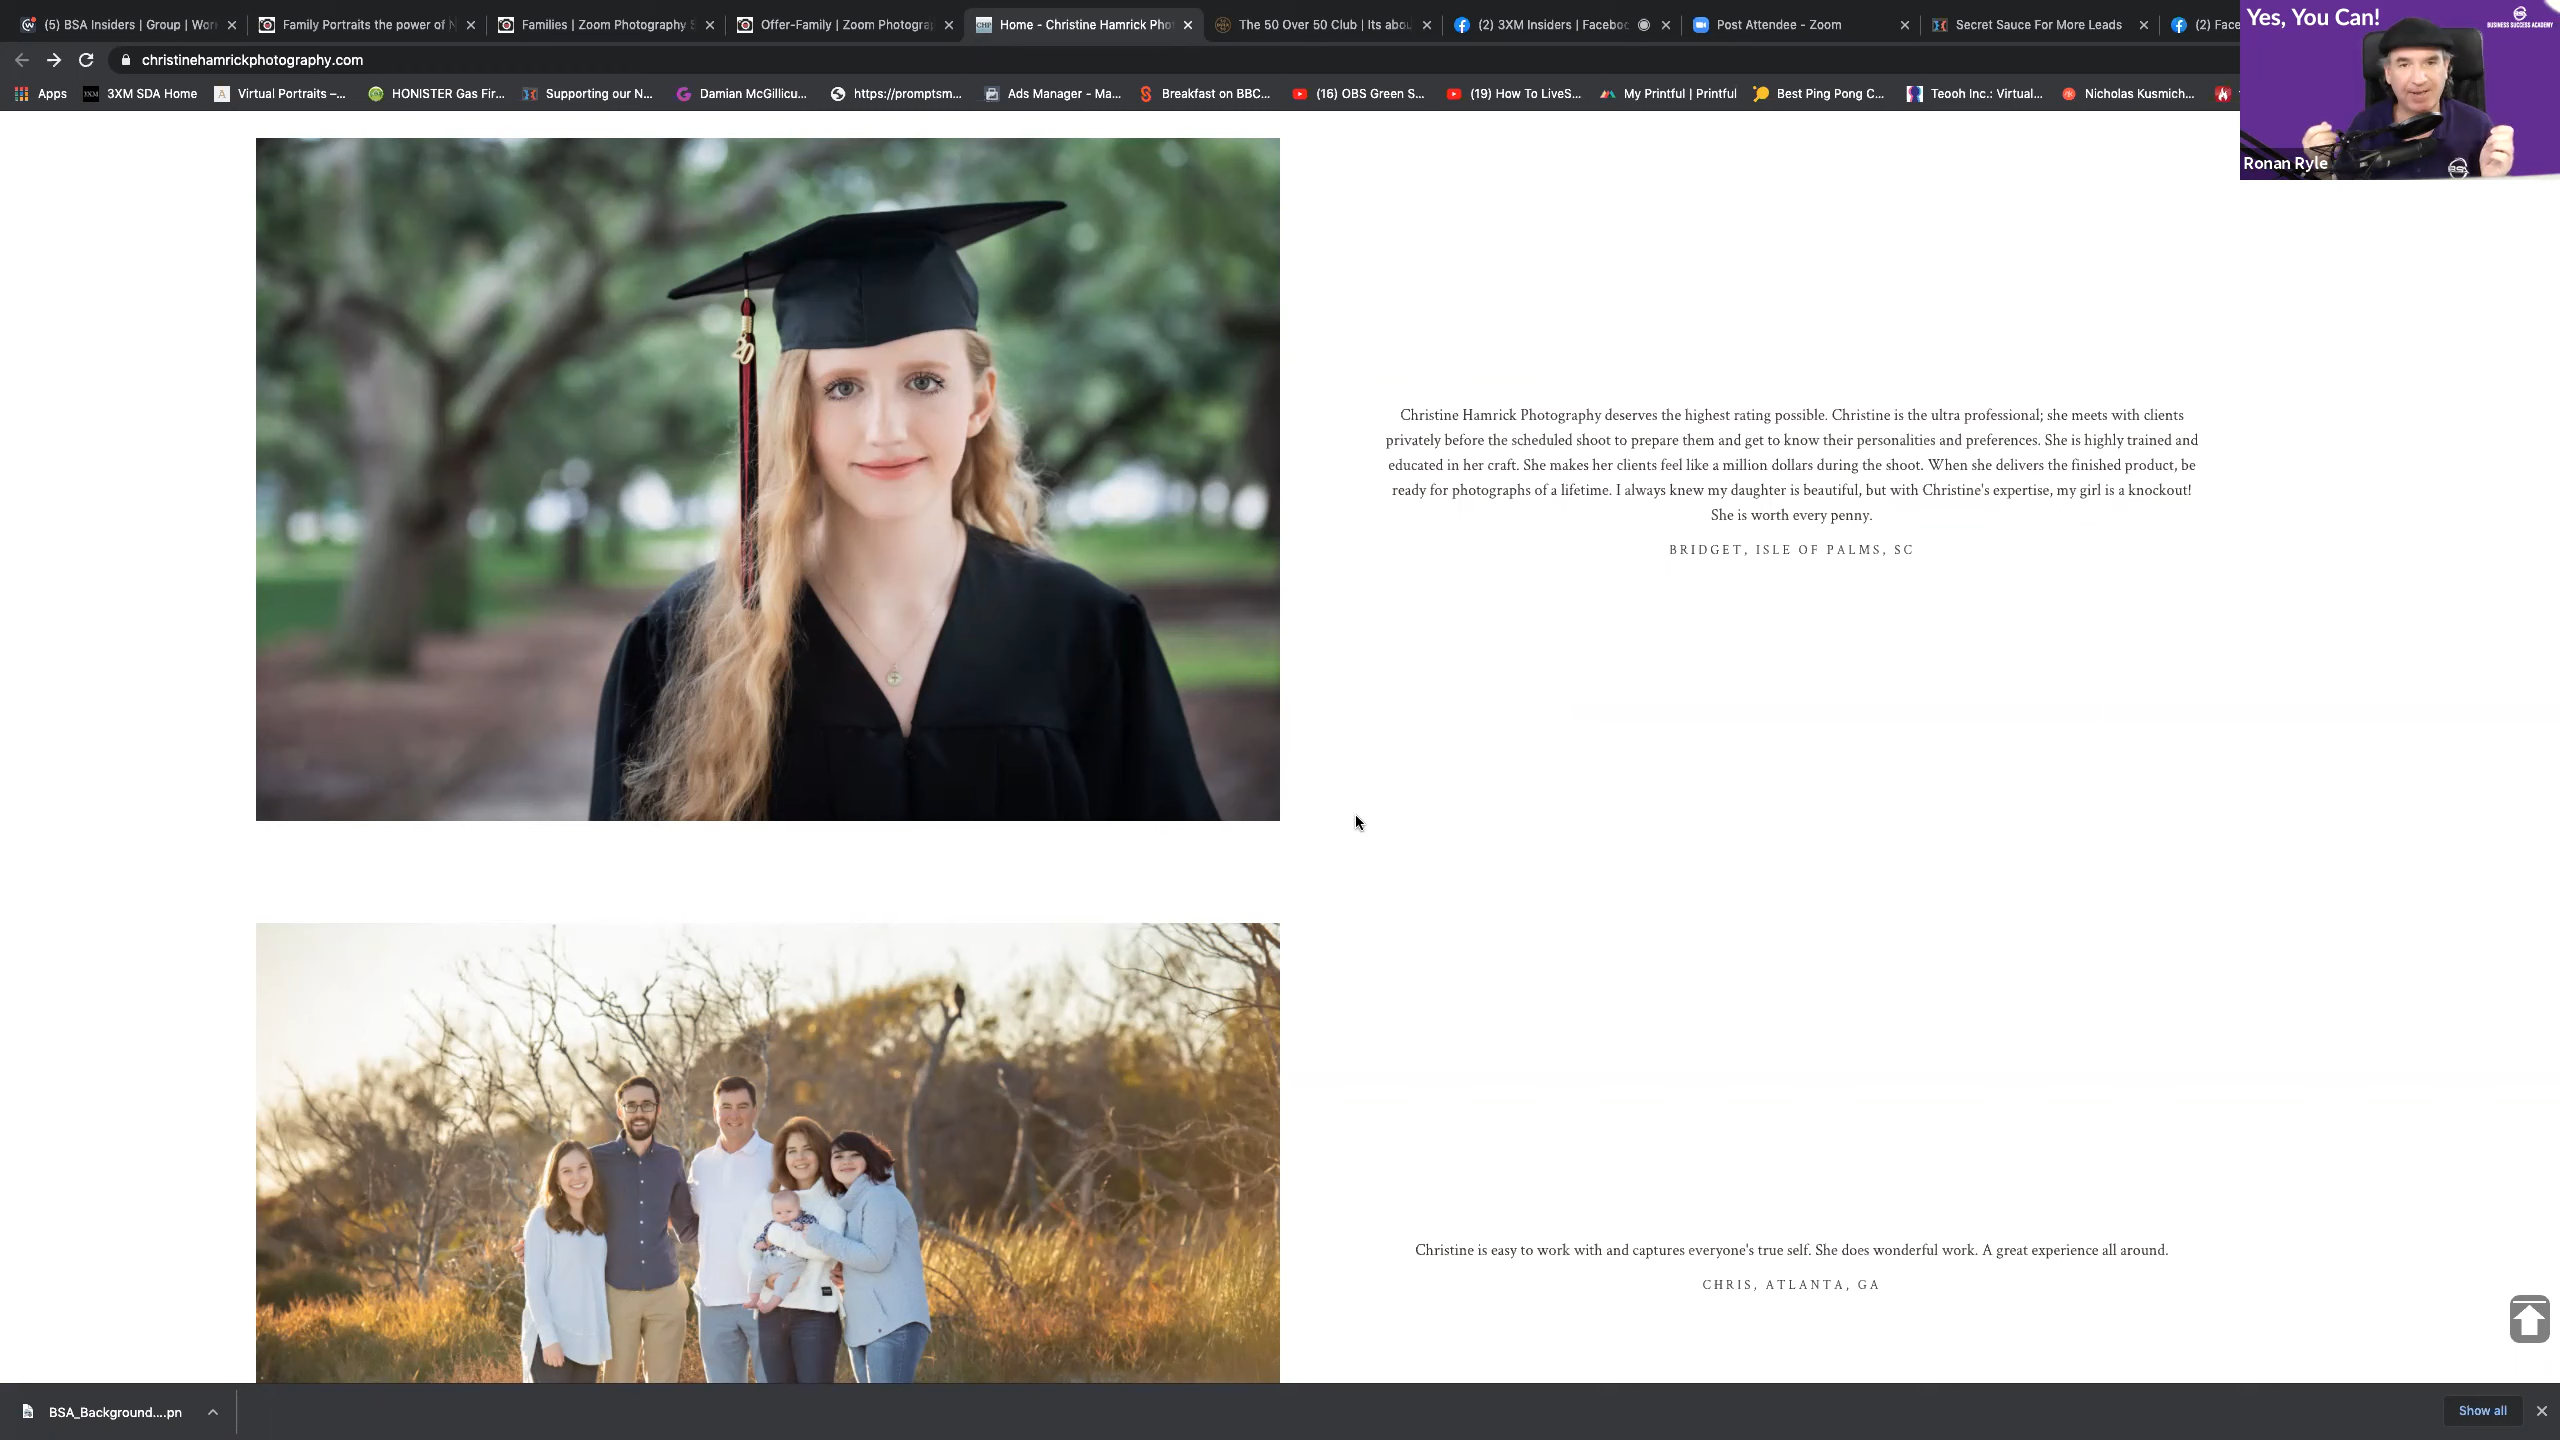 (5) BSA Insiders | Group | Wor
Family Portraits the power of
Families | Zoom Photography
Offer-Family | Zoom Photogra
Home - Christine Hamrick Pho
The 50 Over 50 Club | Its abou
(2) 3XM Insiders | Faceboo
Post Attendee - Zoom
Secret Sauce For More Leads
(2) Face
Yes, You Can!
BUSINESS SUCCESS ACADEMY
christinehamrickphotography.com
Apps
3XM SDA Home
Virtual Portraits –...
HONISTER Gas Fir...
Supporting our N...
Damian McGillicu...
https://promptsm...
Ads Manager - Ma...
Breakfast on BBC...
(16) OBS Green S...
(19) How To LiveS...
My Printful | Printful
Best Ping Pong C...
Teooh Inc.: Virtual...
Nicholas Kusmich...
Ronan Ryle
20
Christine Hamrick Photography deserves the highest rating possible. Christine is the ultra professional; she meets with clients
privately before the scheduled shoot to prepare them and get to know their personalities and preferences. She is highly trained and
educated in her craft. She makes her clients feel like a million dollars during the shoot. When she delivers the finished product, be
ready for photographs of a lifetime. I always knew my daughter is beautiful, but with Christine's expertise, my girl is a knockout!
She is worth every penny.
BRIDGET, ISLE OF PALMS, SC
Christine is easy to work with and captures everyone's true self. She does wonderful work. A great experience all around.
CHRIS, ATLANTA, GA
BSA_Background....pn
Show all